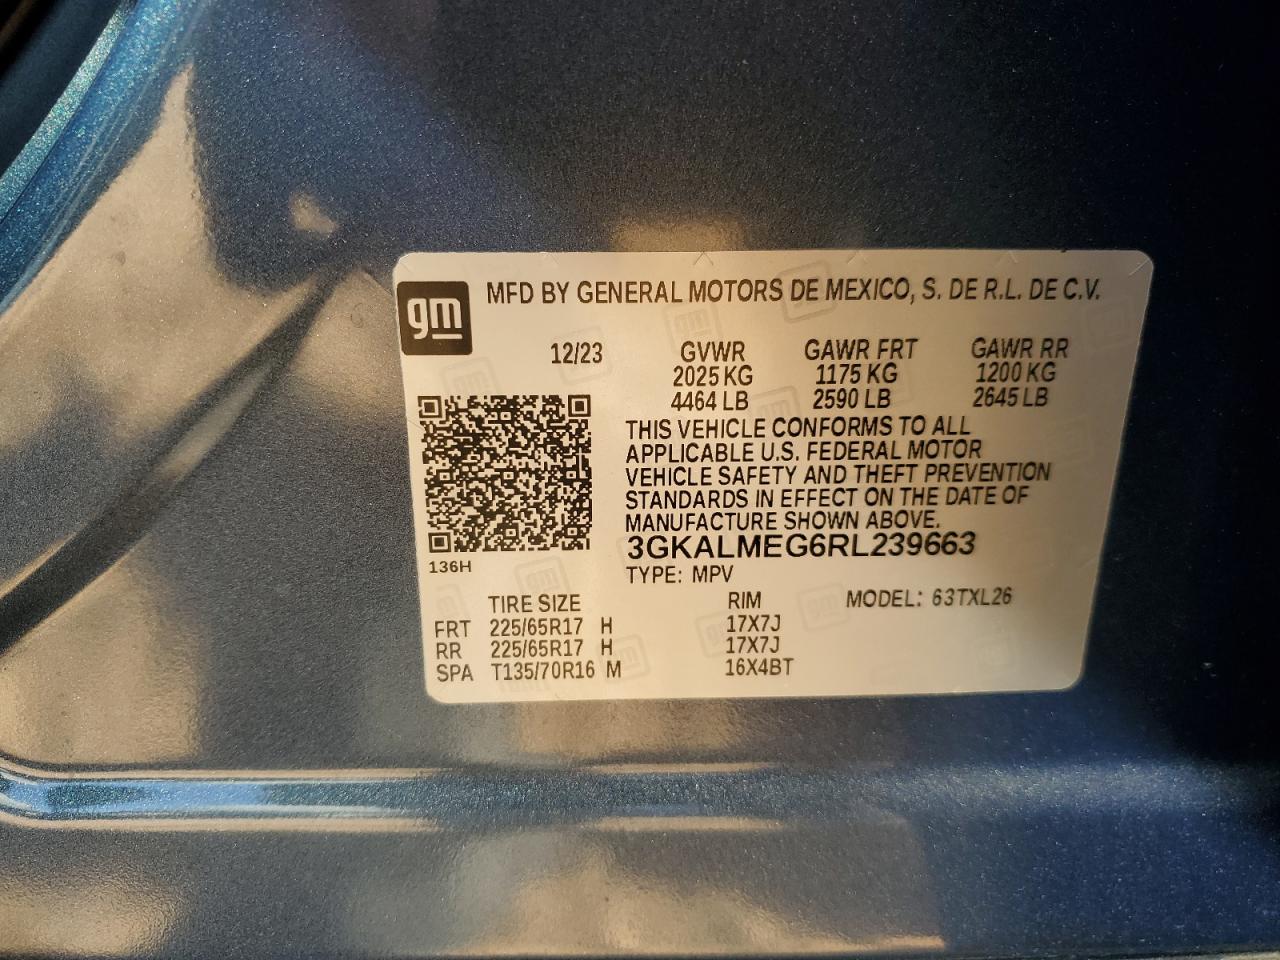 gm
MFD BY GENERAL MOTORS DE MEXICO, S. DE R.L. DE C.V.
12/23 GVWR GAWR FRT GAWR RR
2025 KG 1175 KG 1200 KG
4464 LB 2590 LB 2645 LB
THIS VEHICLE CONFORMS TO ALL
APPLICABLE U.S. FEDERAL MOTOR
VEHICLE SAFETY AND THEFT PREVENTION
STANDARDS IN EFFECT ON THE DATE OF
MANUFACTURE SHOWN ABOVE.
3GKALMEG6RL239663
136H
TYPE: MPV
TIRE SIZE RIM MODEL: 63TXL26
FRT 225/65R17 H 17X7J
RR 225/65R17 H 17X7J
SPA T135/70R16 M 16X4BT